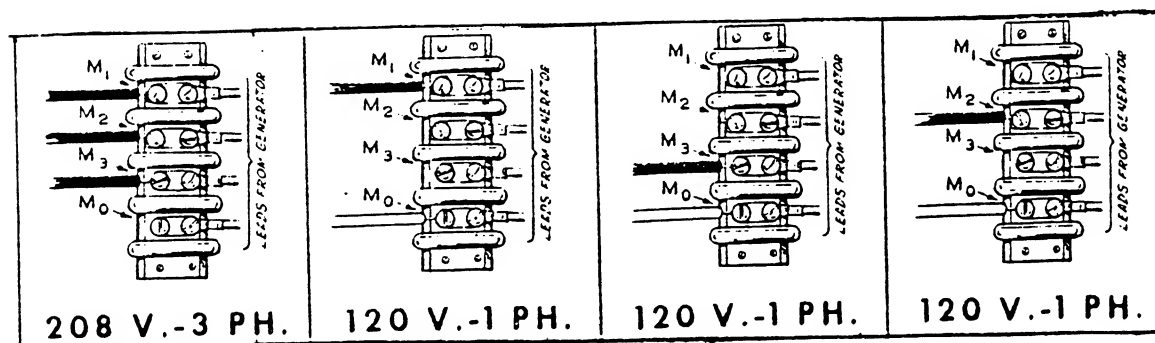 M1
M2
M3
M0
LEADS FROM GENERATOR
208 V.-3 PH.
M1
M2
M3
M0
LEADS FROM GENERATOR
120 V.-1 PH.
M1
M2
M3
M0
LEADS FROM GENERATOR
120 V.-1 PH.
M1
M2
M3
M0
LEADS FROM GENERATOR
120 V.-1 PH.